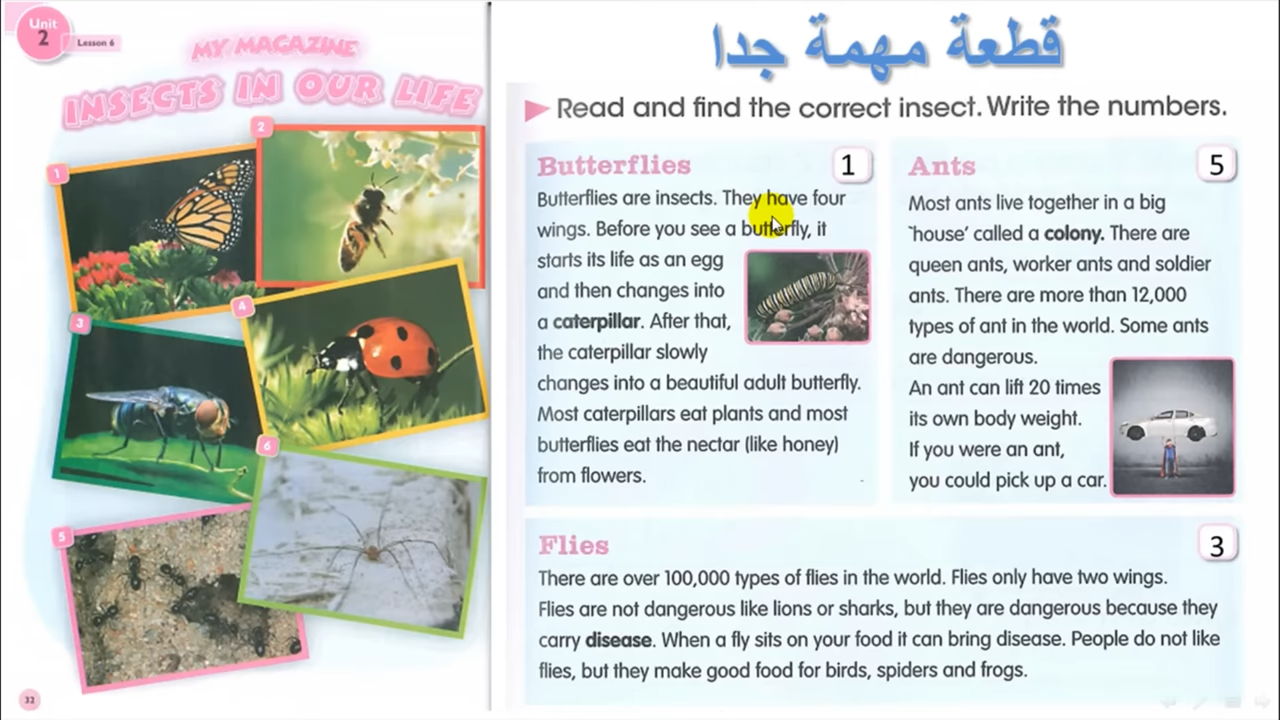 Unit
2
Lesson 6
MY MAGAZINE
INSECTS IN OUR LIFE
1
2
3
4
5
6
32
قطعة مهمة جدا
Read and find the correct insect. Write the numbers.
Butterflies
1
Butterflies are insects. They have four
wings. Before you see a butterfly, it
starts its life as an egg
and then changes into
a caterpillar. After that,
the caterpillar slowly
changes into a beautiful adult butterfly.
Most caterpillars eat plants and most
butterflies eat the nectar (like honey)
from flowers.
Ants
5
Most ants live together in a big
‘house’ called a colony. There are
queen ants, worker ants and soldier
ants. There are more than 12,000
types of ant in the world. Some ants
are dangerous.
An ant can lift 20 times
its own body weight.
If you were an ant,
you could pick up a car.
Flies
3
There are over 100,000 types of flies in the world. Flies only have two wings.
Flies are not dangerous like lions or sharks, but they are dangerous because they
carry disease. When a fly sits on your food it can bring disease. People do not like
flies, but they make good food for birds, spiders and frogs.